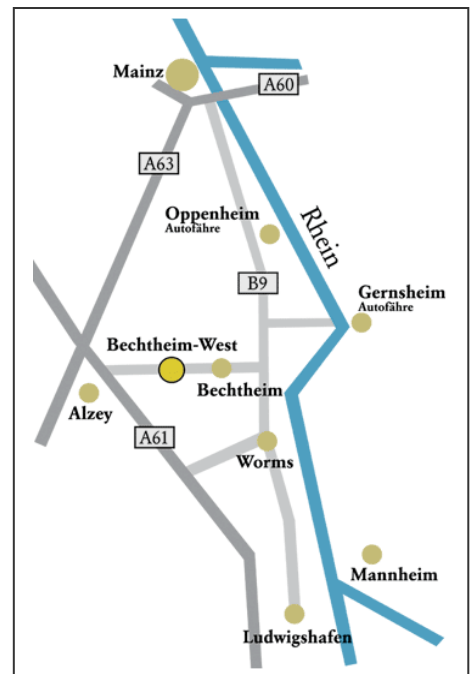 Mainz
A60
A63
Oppenheim
Autofähre
Rhein
B9
Gernsheim
Autofähre
Bechtheim-West
Bechtheim
Alzey
A61
Worms
Mannheim
Ludwigshafen